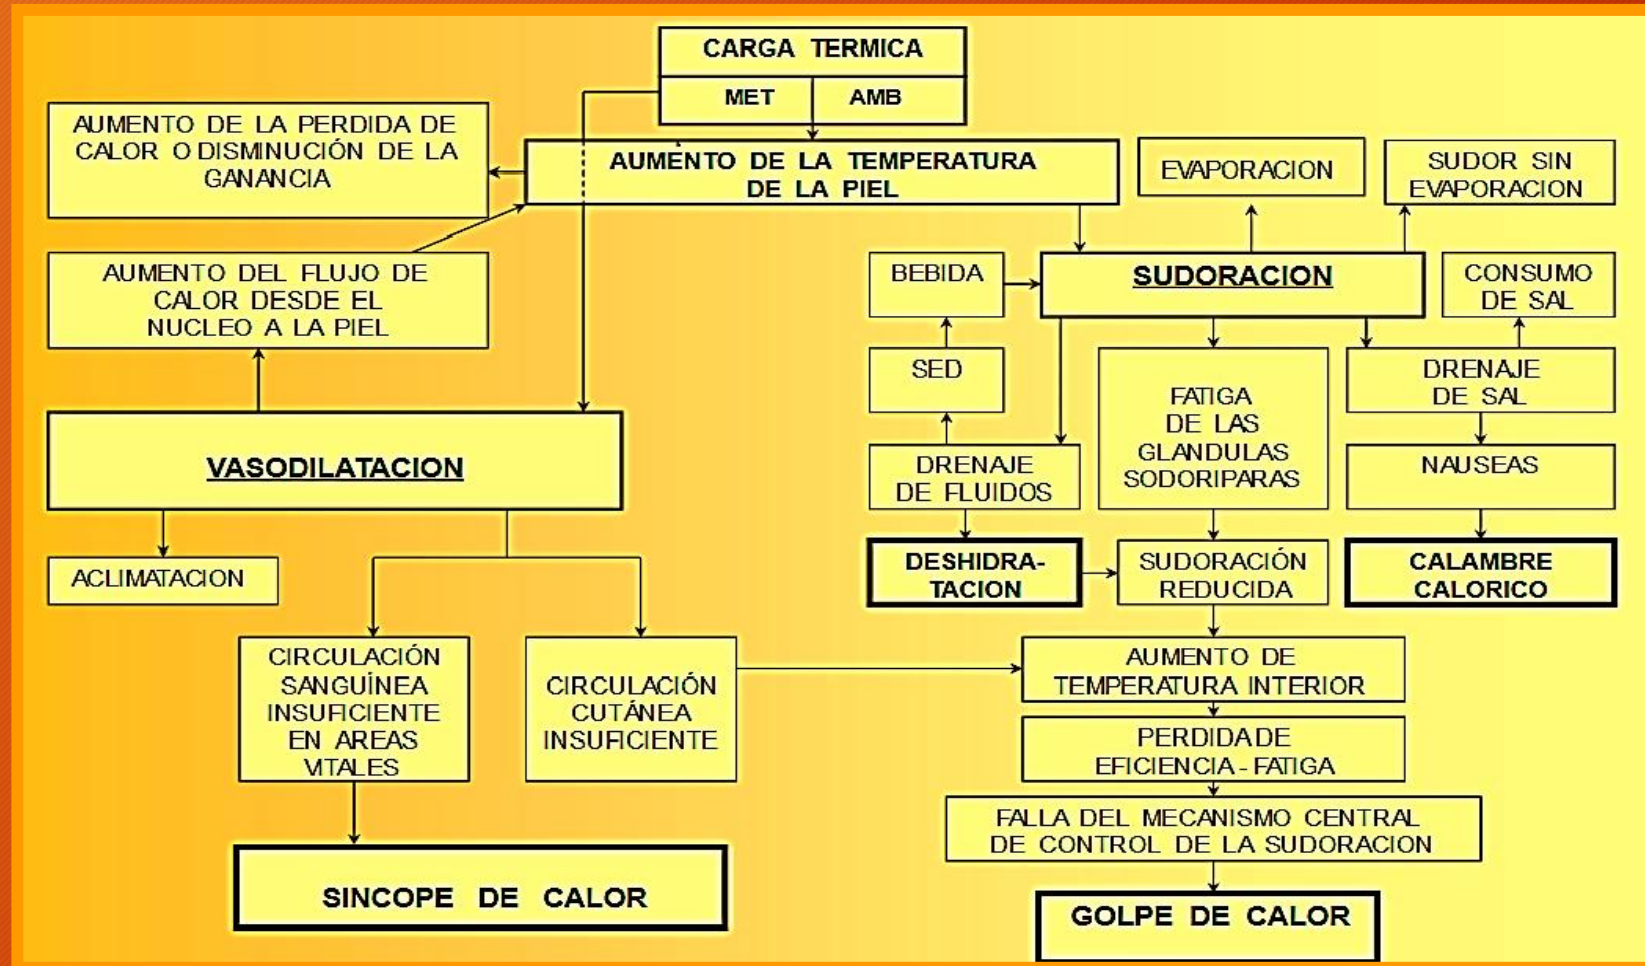 CARGA TERMICA
MET
AMB
AUMENTO DE LA PERDIDA DE
CALOR O DISMINUCIÓN DE LA
GANANCIA
AUMENTO DE LA TEMPERATURA
DE LA PIEL
EVAPORACION
SUDOR SIN
EVAPORACION
AUMENTO DEL FLUJO DE
CALOR DESDE EL
NUCLEO A LA PIEL
BEBIDA
SUDORACION
CONSUMO
DE SAL
SED
FATIGA
DE LAS
GLANDULAS
SODORIPARAS
DRENAJE
DE SAL
VASODILATACION
DRENAJE
DE FLUIDOS
NAUSEAS
ACLIMATACION
DESHIDRA-
TACION
SUDORACIÓN
REDUCIDA
CALAMBRE
CALORICO
CIRCULACIÓN
SANGUÍNEA
INSUFICIENTE
EN AREAS
VITALES
CIRCULACIÓN
CUTÁNEA
INSUFICIENTE
AUMENTO DE
TEMPERATURA INTERIOR
PERDIDA DE
EFICIENCIA - FATIGA
FALLA DEL MECANISMO CENTRAL
DE CONTROL DE LA SUDORACION
SINCOPE DE CALOR
GOLPE DE CALOR